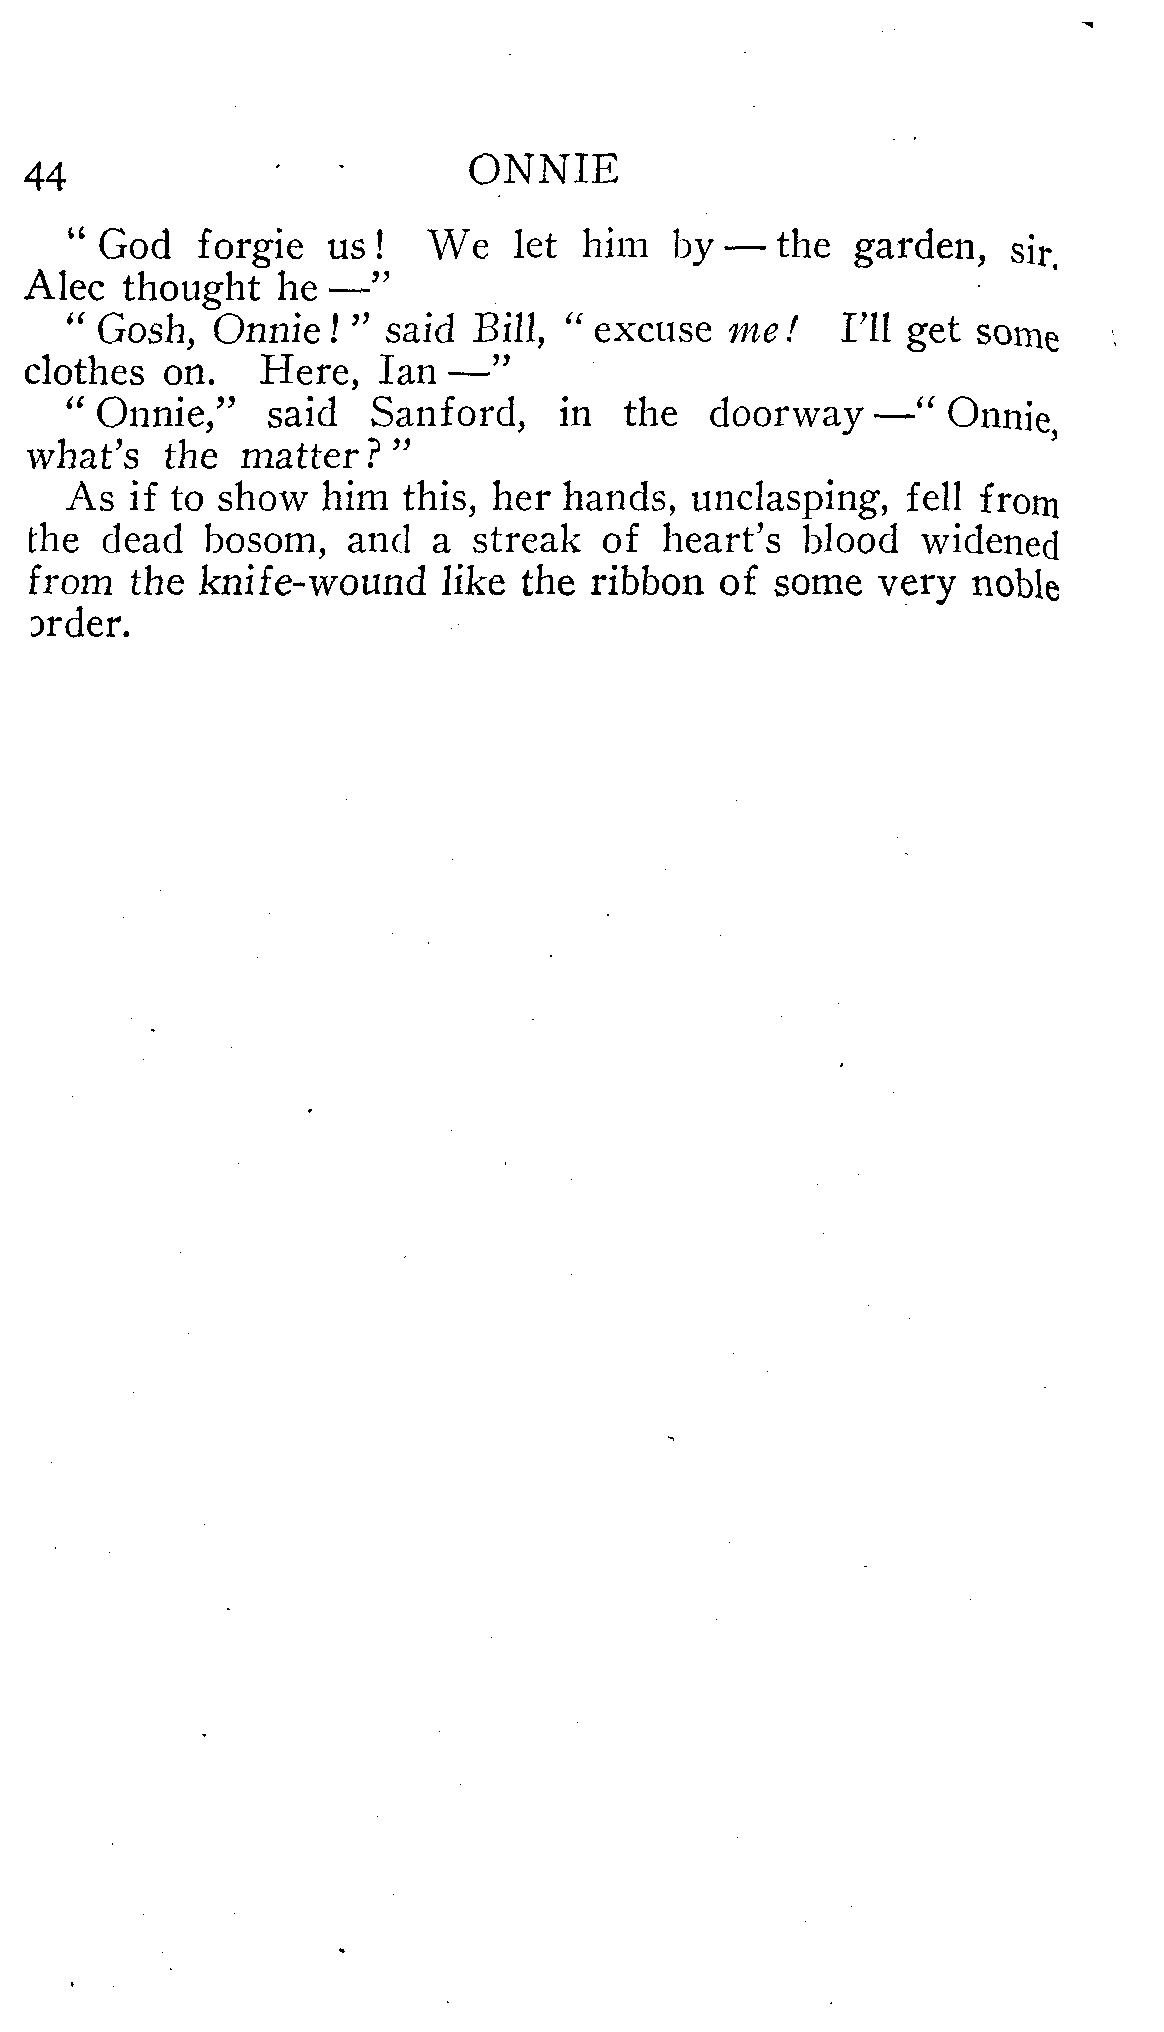 44 ONNIE
“ God forgie us! We let him by — the garden, sir.
Alec thought he —”
“ Gosh, Onnie! ” said Bill, “ excuse me! I’ll get some
clothes on. Here, Ian —”
“ Onnie,” said Sanford, in the doorway —“ Onnie,
what’s the matter? ”
As if to show him this, her hands, unclasping, fell from
the dead bosom, and a streak of heart’s blood widened
from the knife-wound like the ribbon of some very noble
order.